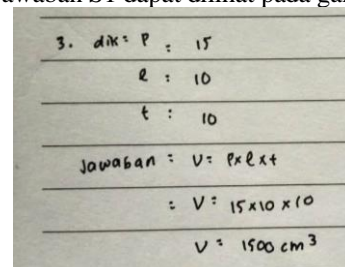 3. dik : P : 15
l : 10
t : 10
Jawaban : V : P x l x t
: V : 15 x 10 x 10
V : 1500 cm³